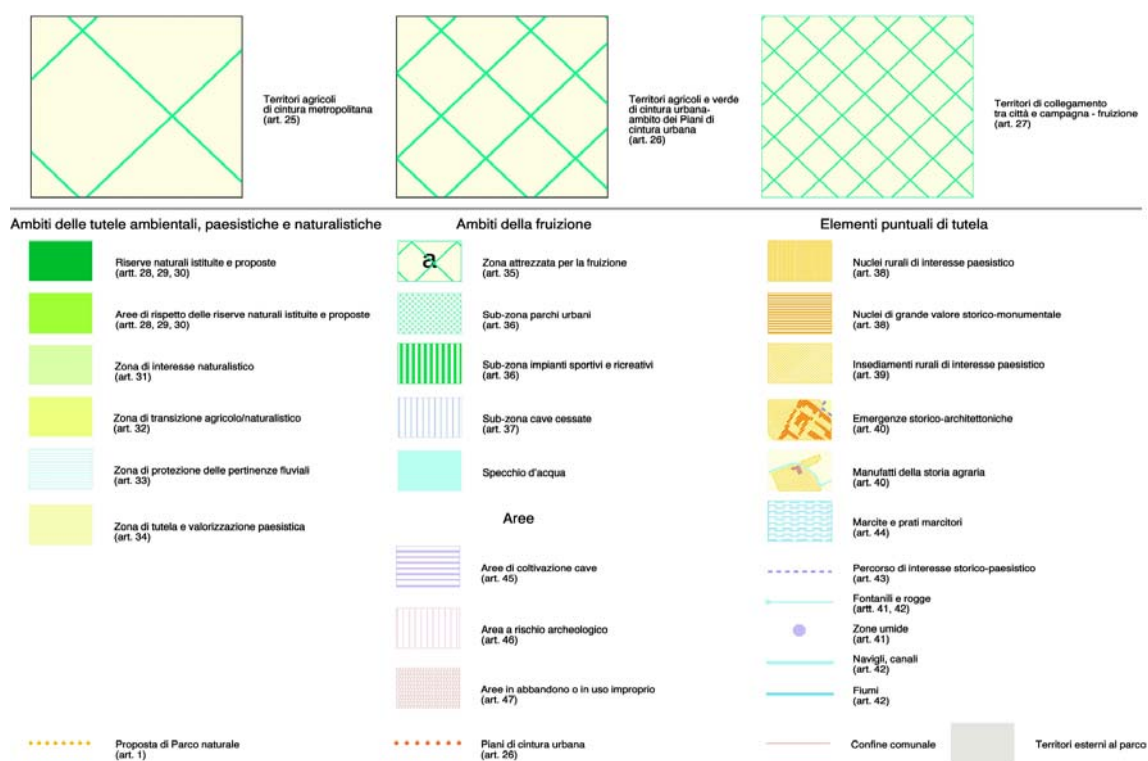 Territori agricoli
di cintura metropolitana
(art. 25)
Territori agricoli e verde
di cintura urbana-
ambito dei Piani di
cintura urbana
(art. 26)
Territori di collegamento
tra città e campagna - fruizione
(art. 27)
Ambiti delle tutele ambientali, paesistiche e naturalistiche
Riserve naturali istituite e proposte
(artt. 28, 29, 30)
Aree di rispetto delle riserve naturali istituite e proposte
(artt. 28, 29, 30)
Zona di interesse naturalistico
(art. 31)
Zona di transizione agricolo/naturalistico
(art. 32)
Zona di protezione delle pertinenze fluviali
(art. 33)
Zona di tutela e valorizzazione paesistica
(art. 34)
Proposta di Parco naturale
(art. 1)
Ambiti della fruizione
a
Zona attrezzata per la fruizione
(art. 35)
Sub-zona parchi urbani
(art. 36)
Sub-zona impianti sportivi e ricreativi
(art. 36)
Sub-zona cave cessate
(art. 37)
Specchio d'acqua
Aree
Aree di coltivazione cave
(art. 45)
Area a rischio archeologico
(art. 46)
Aree in abbandono o in uso improprio
(art. 47)
Piani di cintura urbana
(art. 26)
Elementi puntuali di tutela
Nuclei rurali di interesse paesistico
(art. 38)
Nuclei di grande valore storico-monumentale
(art. 38)
Insediamenti rurali di interesse paesistico
(art. 39)
Emergenze storico-architettoniche
(art. 40)
Manufatti della storia agraria
(art. 40)
Marcite e prati marcitori
(art. 44)
Percorso di interesse storico-paesistico
(art. 43)
Fontanili e rogge
(artt. 41, 42)
Zone umide
(art. 41)
Navigli, canali
(art. 42)
Fiumi
(art. 42)
Confine comunale
Territori esterni al parco